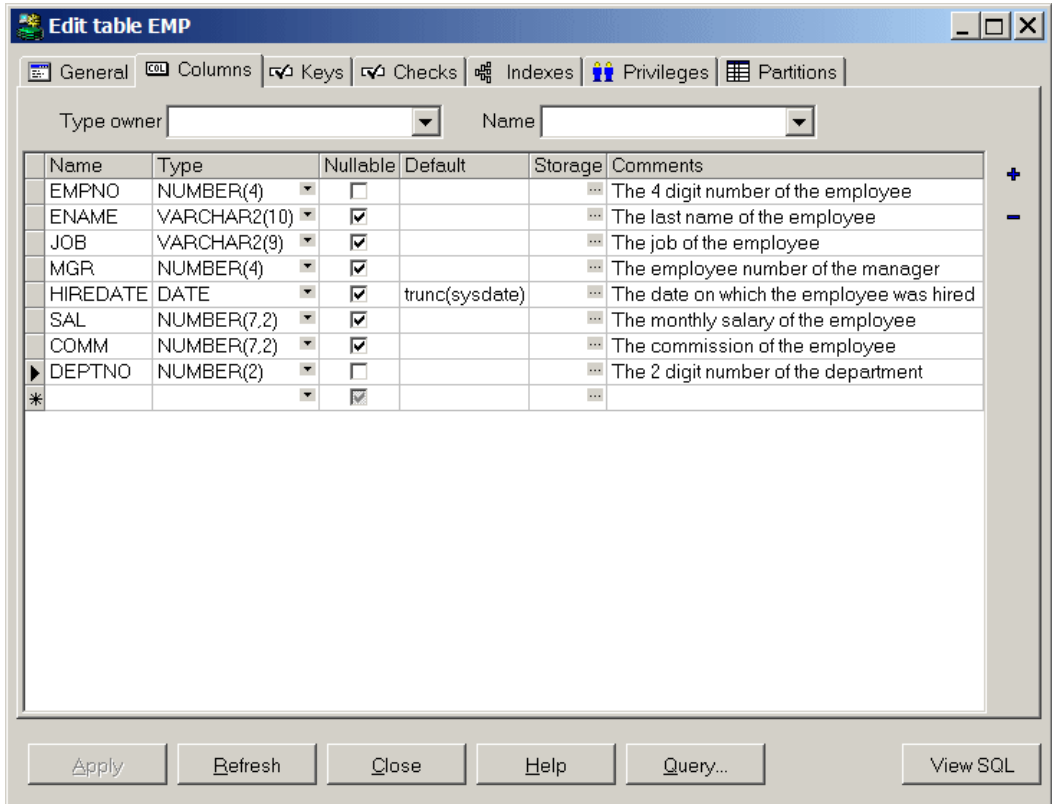 Edit table EMP
General COL Columns Keys Checks Indexes Privileges Partitions
Type owner Name
Name Type Nullable Default Storage Comments
EMPNO NUMBER(4) ... The 4 digit number of the employee
ENAME VARCHAR2(10) ... The last name of the employee
JOB VARCHAR2(9) ... The job of the employee
MGR NUMBER(4) ... The employee number of the manager
HIREDATE DATE trunc(sysdate) ... The date on which the employee was hired
SAL NUMBER(7,2) ... The monthly salary of the employee
COMM NUMBER(7,2) ... The commission of the employee
DEPTNO NUMBER(2) ... The 2 digit number of the department
* ...
Apply Refresh Close Help Query... View SQL